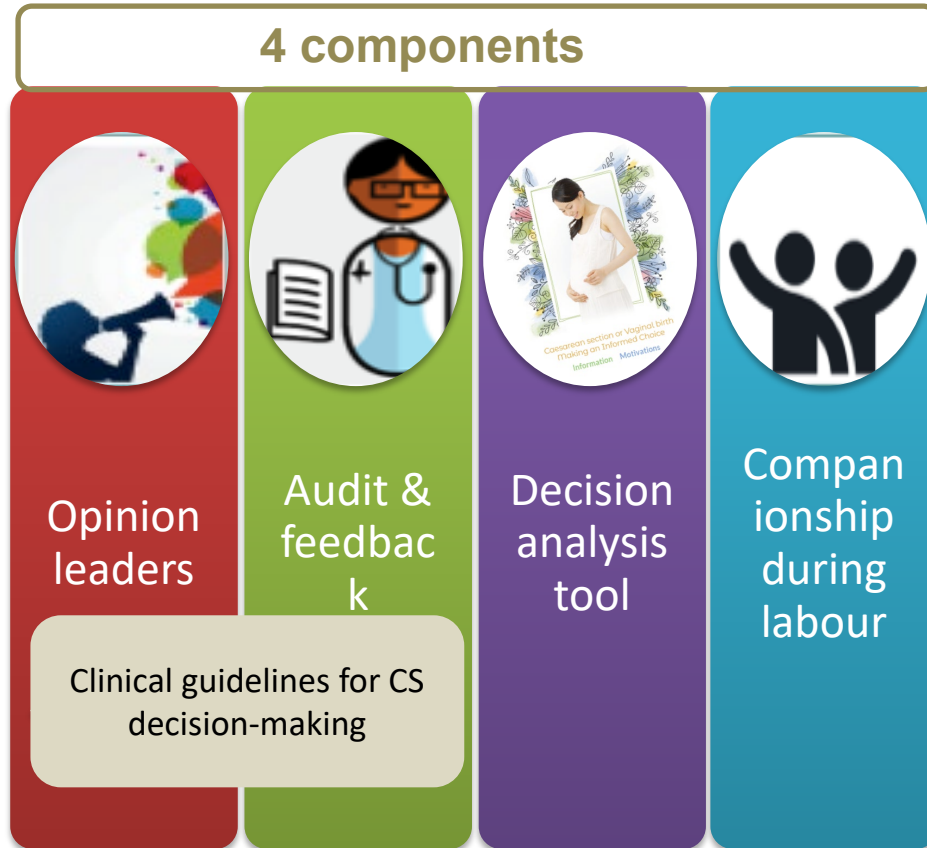 4 components
Caesarean section or Vaginal birth
Making an Informed Choice
Information Motivations
Opinion
leaders
Audit &
feedbac
k
Decision
analysis
tool
Compan
ionship
during
labour
Clinical guidelines for CS
decision-making